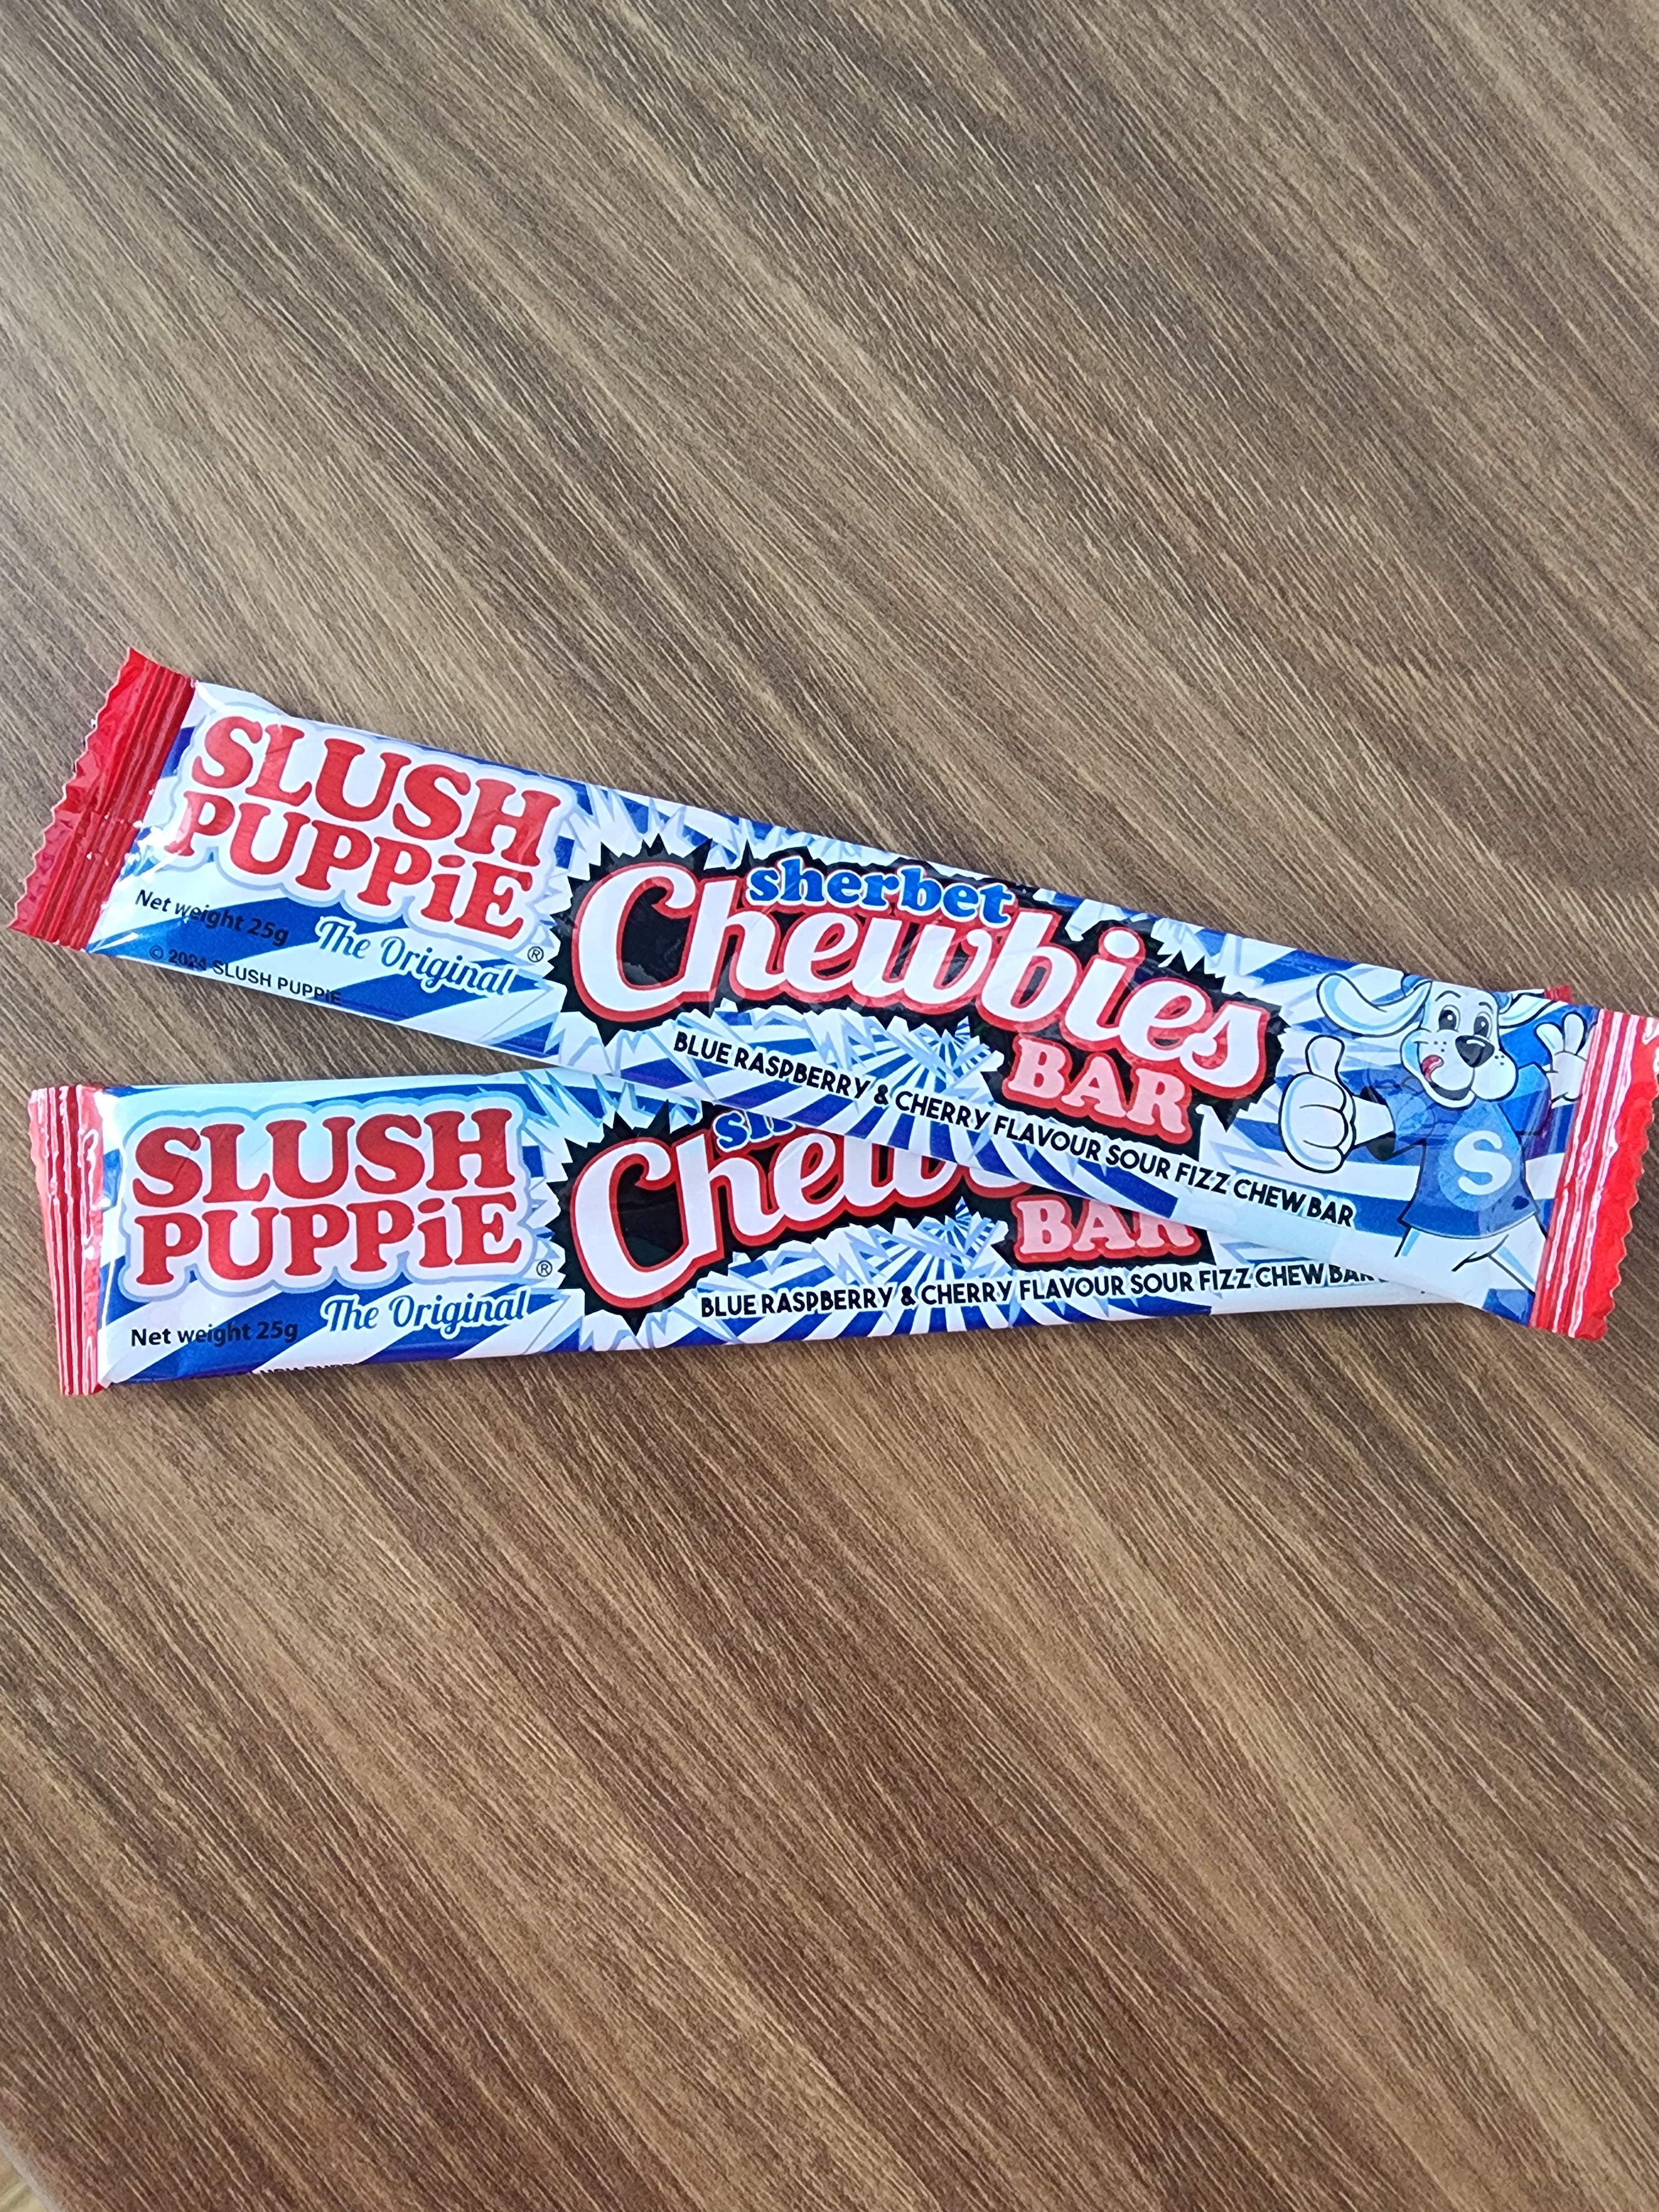 SLUSH
PUPPiE
®
The Original
Net weight 25g
© 2024 SLUSH PUPPIE
sherbet
Chewbies
BAR
BLUE RASPBERRY & CHERRY FLAVOUR SOUR FIZZ CHEW BAR
S
SLUSH
PUPPiE
®
The Original
Net weight 25g
BAR
BLUE RASPBERRY & CHERRY FLAVOUR SOUR FIZZ CHEW BAR